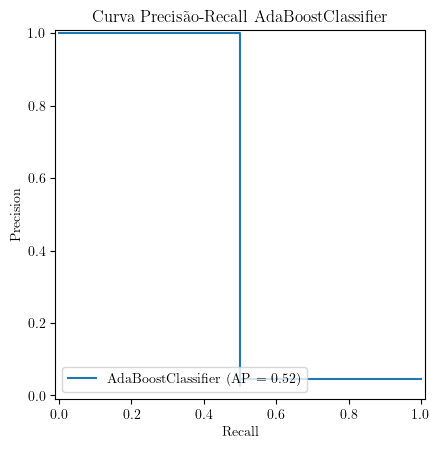 Curva Precisão-Recall AdaBoostClassifier
1.0
0.8
0.6
0.4
0.2
0.0
Precision
AdaBoostClassifier (AP = 0.52)
0.0 0.2 0.4 0.6 0.8 1.0
Recall